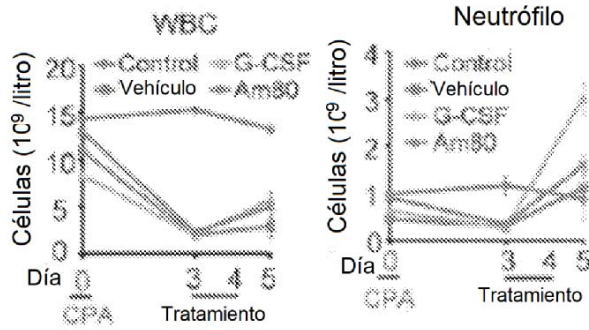 WBC
Control G-CSF
Vehículo Am80
Células (10⁹ /litro)
20
15
10
5
0
Día 0 3 4 5
CPA Tratamiento
Neutrófilo
Control
Vehículo
G-CSF
Am80
Células (10⁹ /litro)
4
3
2
1
0
Día 0 3 4 5
CPA Tratamiento